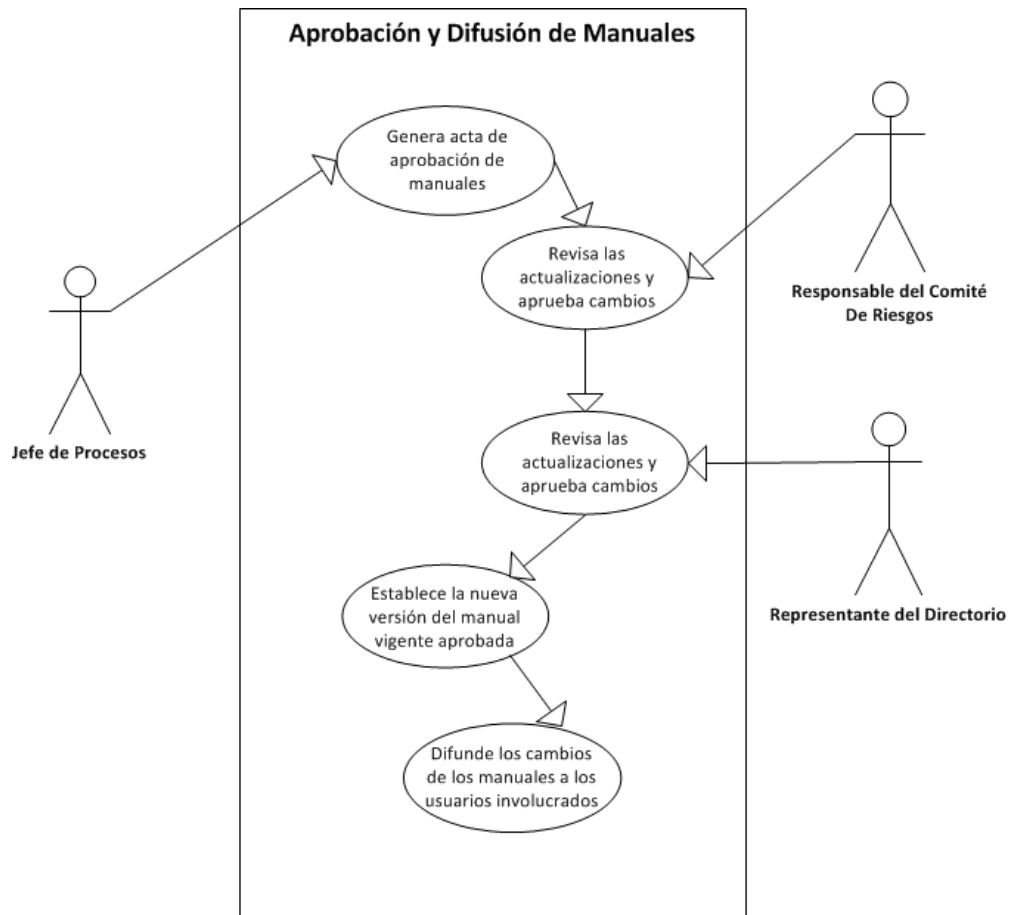 Aprobación y Difusión de Manuales
Genera acta de
aprobación de
manuales
Revisa las
actualizaciones y
aprueba cambios
Responsable del Comité
De Riesgos
Jefe de Procesos
Revisa las
actualizaciones y
aprueba cambios
Representante del Directorio
Establece la nueva
versión del manual
vigente aprobada
Difunde los cambios
de los manuales a los
usuarios involucrados